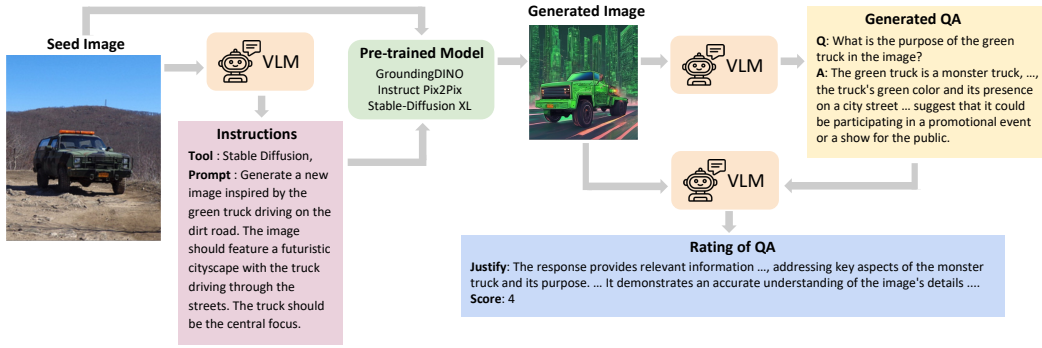 Seed Image
VLM
Instructions
Tool : Stable Diffusion,
Prompt : Generate a new
image inspired by the
green truck driving on the
dirt road. The image
should feature a futuristic
cityscape with the truck
driving through the
streets. The truck should
be the central focus.
Pre-trained Model
GroundingDINO
Instruct Pix2Pix
Stable-Diffusion XL
Generated Image
VLM
Generated QA
Q: What is the purpose of the green
truck in the image?
A: The green truck is a monster truck, …,
the truck's green color and its presence
on a city street … suggest that it could
be participating in a promotional event
or a show for the public.
VLM
Rating of QA
Justify: The response provides relevant information …, addressing key aspects of the monster
truck and its purpose. … It demonstrates an accurate understanding of the image's details ….
Score: 4